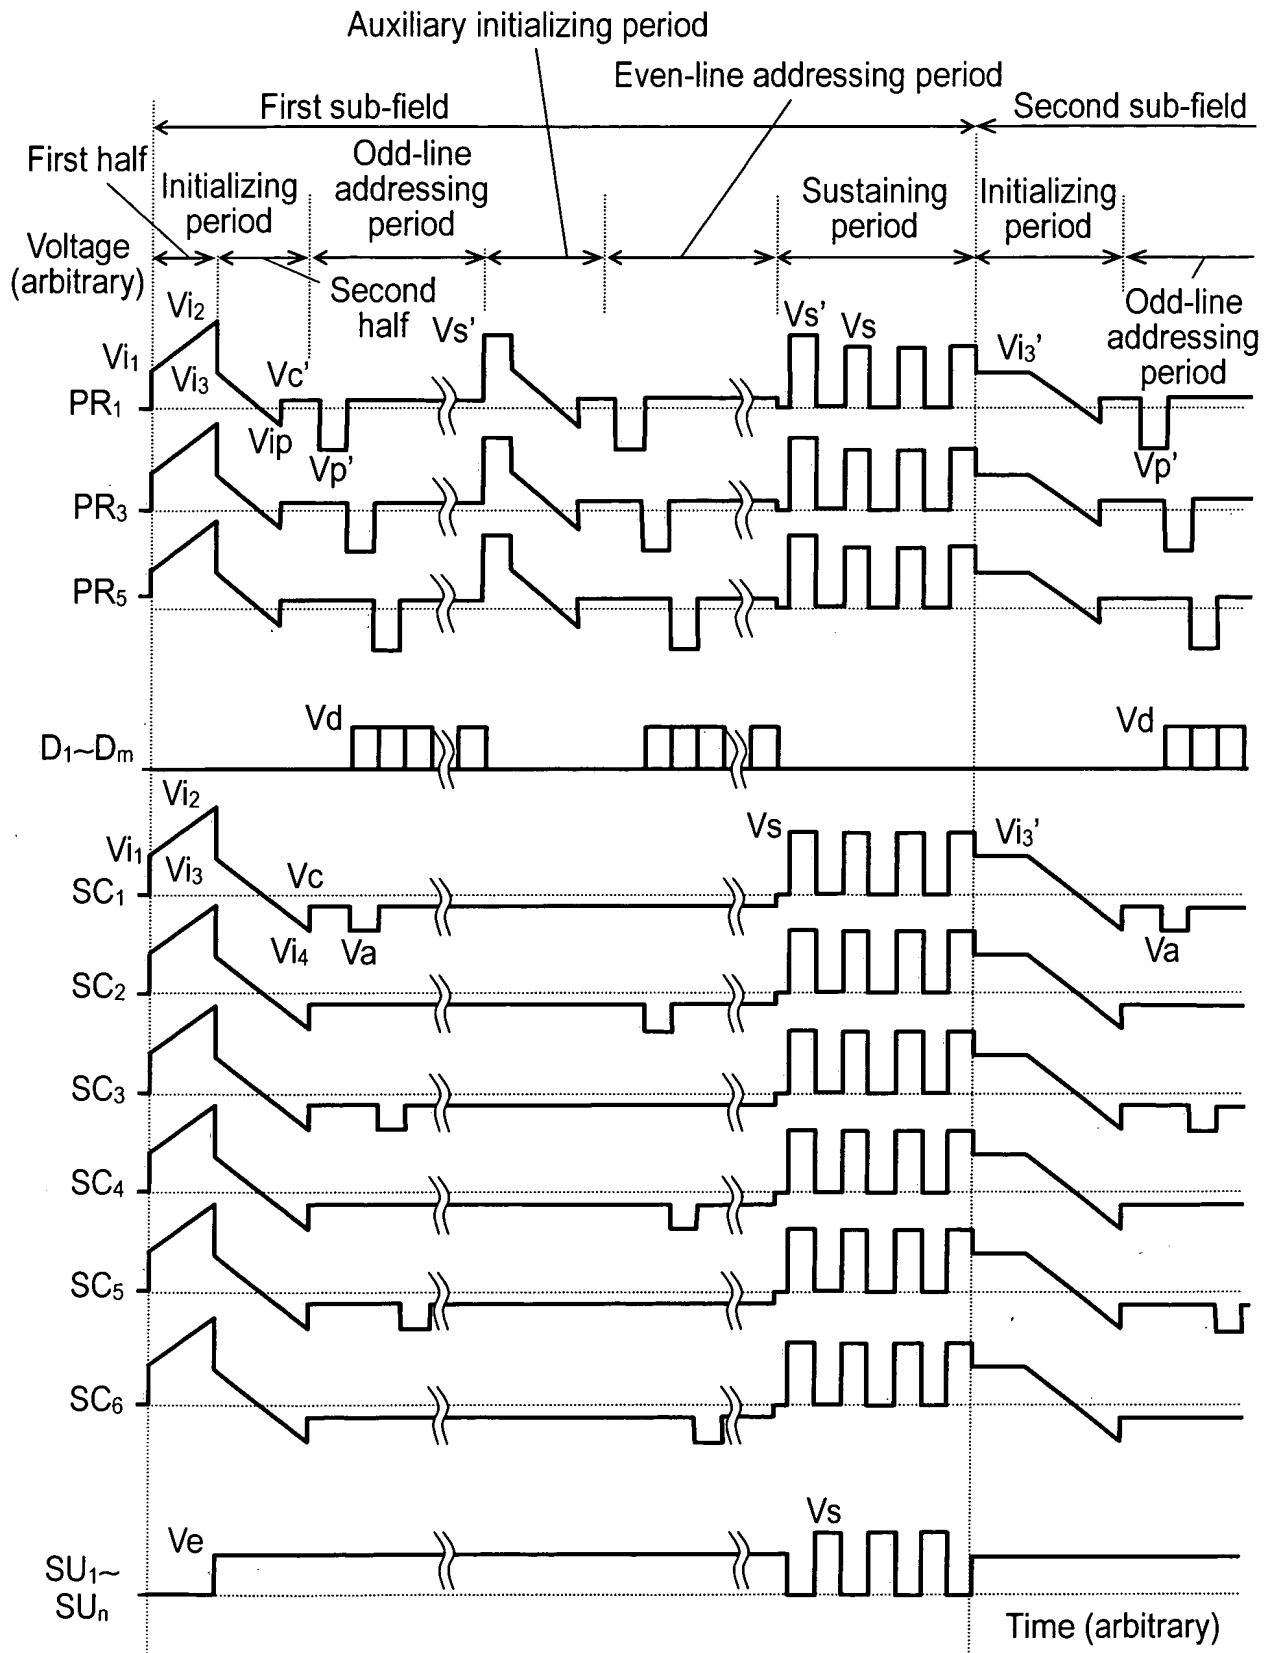 Auxiliary initializing period
Even-line addressing period
First sub-field
Second sub-field
First half
Initializing
period
Odd-line
addressing
period
Sustaining
period
Initializing
period
Voltage
(arbitrary)
Second
half
Odd-line
addressing
period
Vi2
Vi1
Vi3
Vc'
Vs'
Vs'
Vs
Vi3'
PR1
Vip
Vp'
Vp'
PR3
PR5
Vd
Vd
D1~Dm
Vi2
Vi1
Vi3
Vc
Vs
Vi3'
SC1
Vi4
Va
Va
SC2
SC3
SC4
SC5
SC6
Ve
Vs
SU1~
SUn
Time (arbitrary)